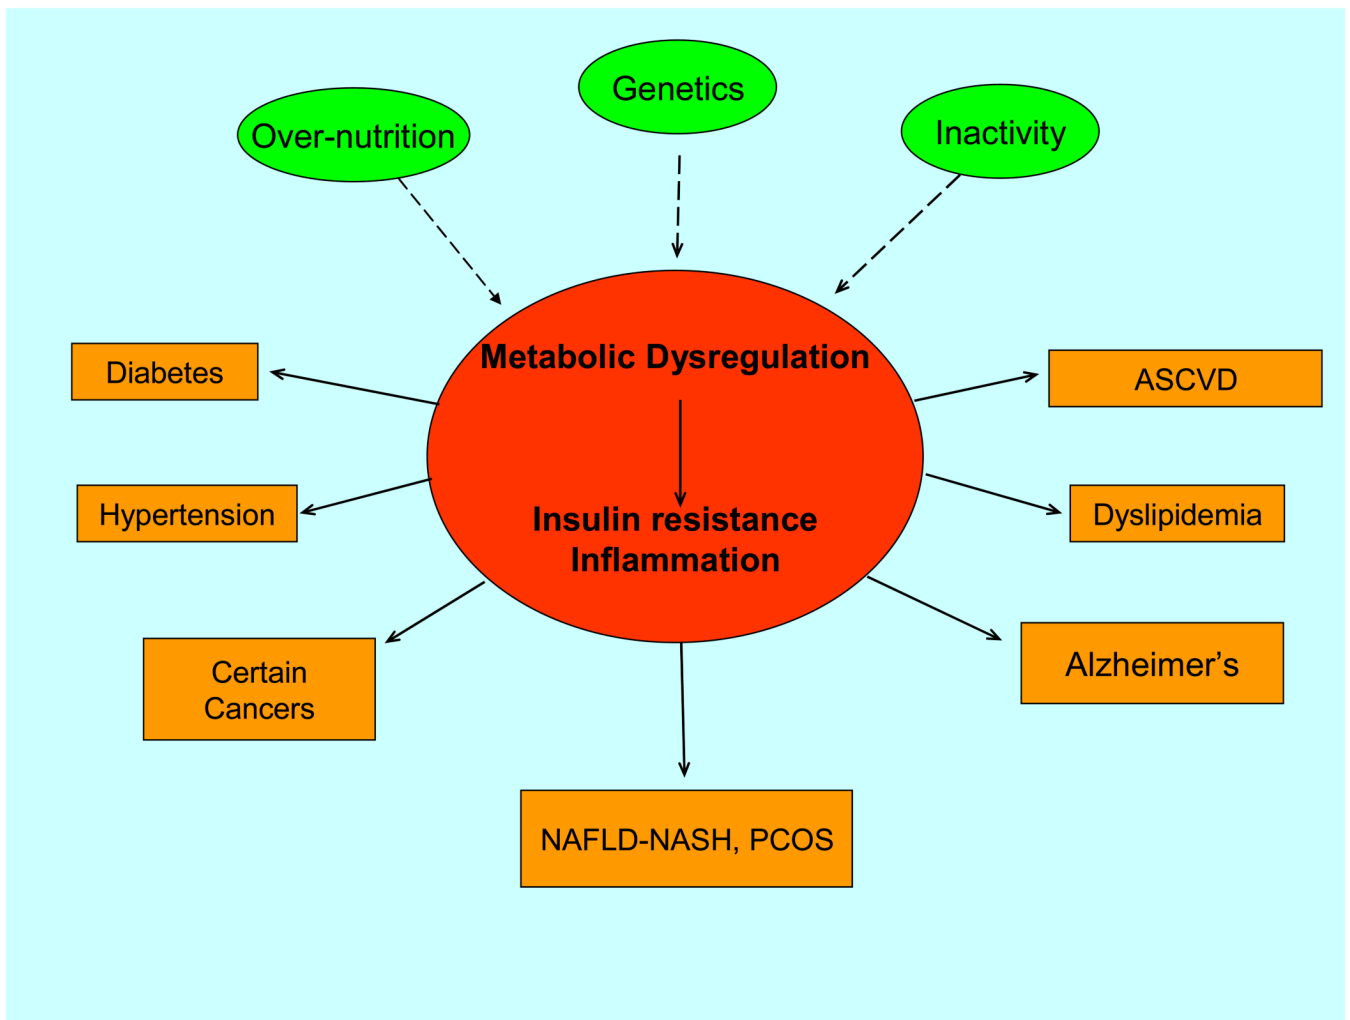 Genetics
Over-nutrition
Inactivity
Metabolic Dysregulation
Diabetes
ASCVD
Hypertension
Insulin resistance
Inflammation
Dyslipidemia
Certain
Cancers
Alzheimer’s
NAFLD-NASH, PCOS